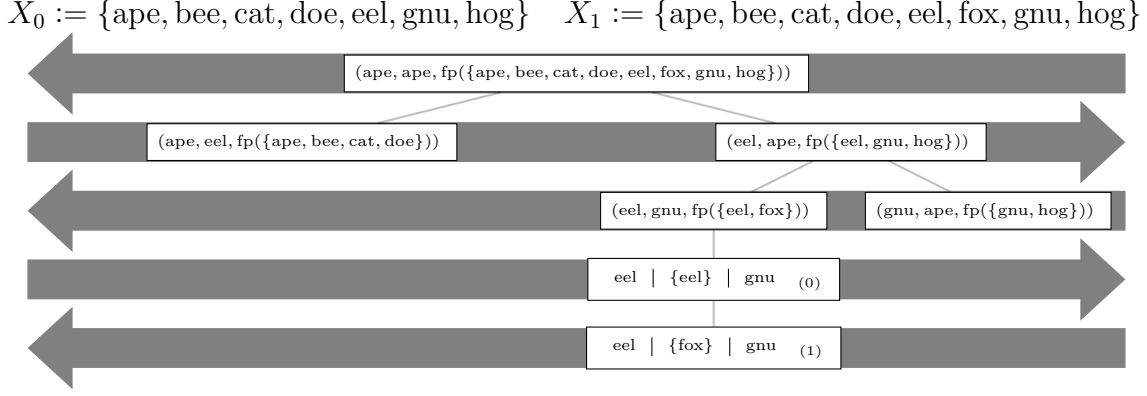 X₀ := {ape, bee, cat, doe, eel, gnu, hog} X₁ := {ape, bee, cat, doe, eel, fox, gnu, hog}
(ape, ape, fp({ape, bee, cat, doe, eel, fox, gnu, hog}))
(ape, eel, fp({ape, bee, cat, doe})) (eel, ape, fp({eel, gnu, hog}))
(eel, gnu, fp({eel, fox})) (gnu, ape, fp({gnu, hog}))
eel | {eel} | gnu (0)
eel | {fox} | gnu (1)